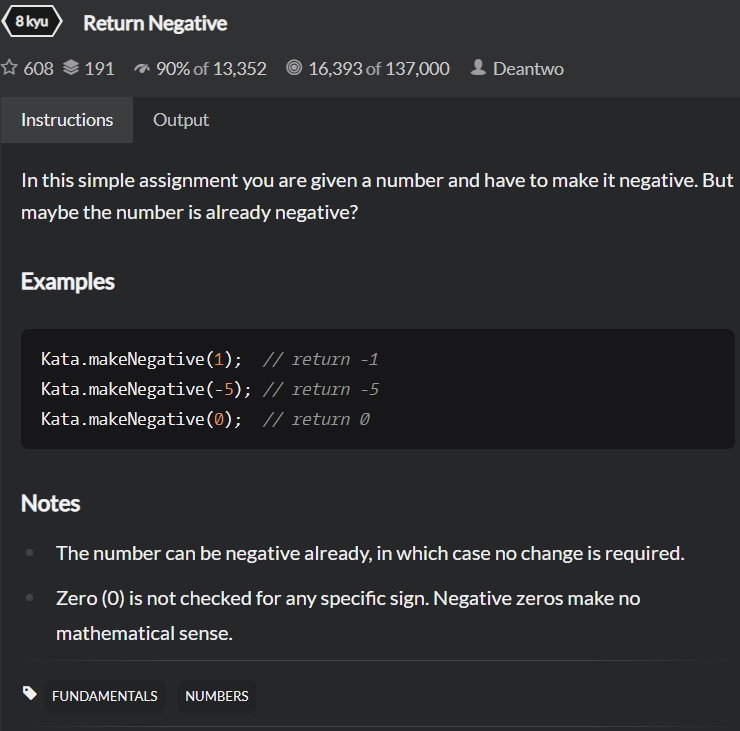 8 kyu Return Negative
608 191 90% of 13,352 16,393 of 137,000 Deantwo
Instructions Output
In this simple assignment you are given a number and have to make it negative. But
maybe the number is already negative?
Examples
Kata.makeNegative(1);  // return -1
Kata.makeNegative(-5); // return -5
Kata.makeNegative(0);  // return 0
Notes
The number can be negative already, in which case no change is required.
Zero (0) is not checked for any specific sign. Negative zeros make no
mathematical sense.
FUNDAMENTALS NUMBERS